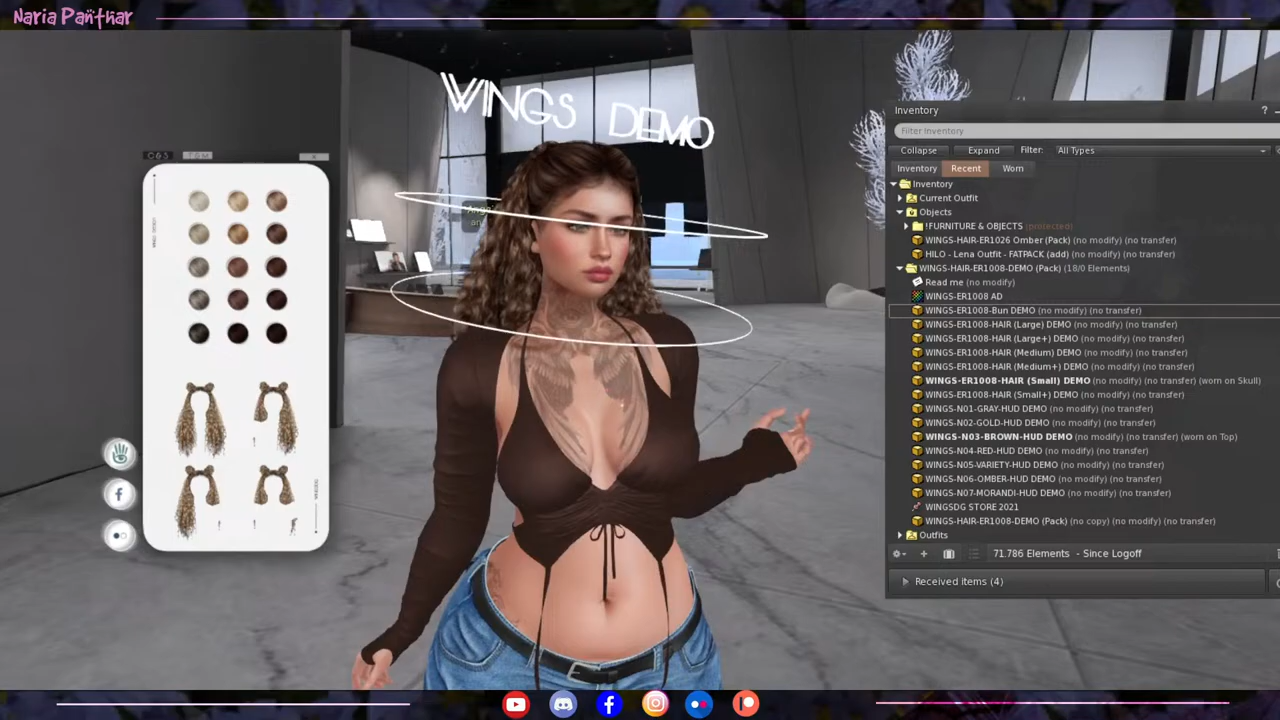 Naria Panthar
WINGS DEMO
C63
TGM
X
Inventory
?
Filter Inventory
Collapse
Expand
Filter:
All Types
Inventory
Recent
Worn
Inventory
Current Outfit
Objects
!FURNITURE & OBJECTS (protected)
WINGS-HAIR-ER1026 Omber (Pack) (no modify) (no transfer)
HILO - Lena Outfit - FATPACK (add) (no modify) (no transfer)
WINGS-HAIR-ER1008-DEMO (Pack) (18/0 Elements)
Read me (no modify)
WINGS-ER1008 AD
WINGS-ER1008-Bun DEMO (no modify) (no transfer)
WINGS-ER1008-HAIR (Large) DEMO (no modify) (no transfer)
WINGS-ER1008-HAIR (Large+) DEMO (no modify) (no transfer)
WINGS-ER1008-HAIR (Medium) DEMO (no modify) (no transfer)
WINGS-ER1008-HAIR (Medium+) DEMO (no modify) (no transfer)
WINGS-ER1008-HAIR (Small) DEMO (no modify) (no transfer) (worn on Skull)
WINGS-ER1008-HAIR (Small+) DEMO (no modify) (no transfer)
WINGS-N01-GRAY-HUD DEMO (no modify) (no transfer)
WINGS-N02-GOLD-HUD DEMO (no modify) (no transfer)
WINGS-N03-BROWN-HUD DEMO (no modify) (no transfer) (worn on Top)
WINGS-N04-RED-HUD DEMO (no modify) (no transfer)
WINGS-N05-VARIETY-HUD DEMO (no modify) (no transfer)
WINGS-N06-OMBER-HUD DEMO (no modify) (no transfer)
WINGS-N07-MORANDI-HUD DEMO (no modify) (no transfer)
WINGSDG STORE 2021
WINGS-HAIR-ER1008-DEMO (Pack) (no copy) (no modify) (no transfer)
Outfits
71.786 Elements - Since Logoff
Received items (4)